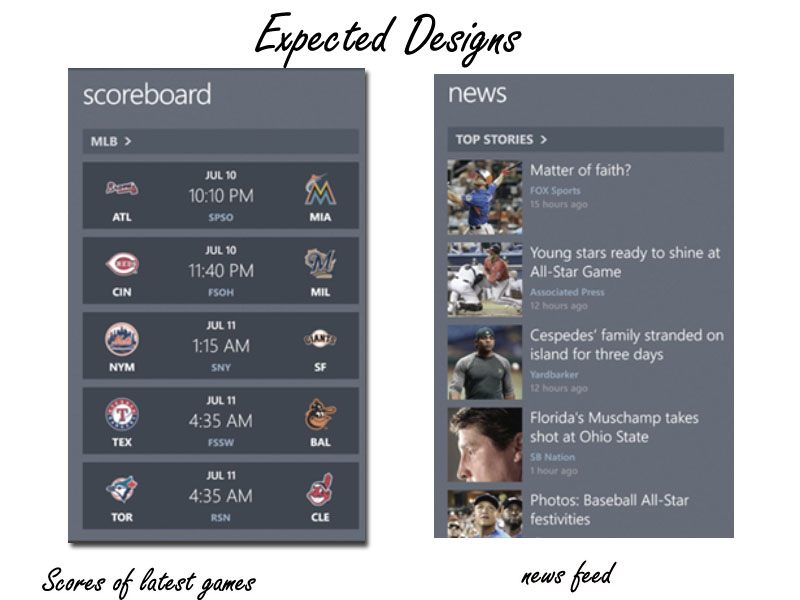 Expected Designs
scoreboard
MLB >
JUL 10
10:10 PM
ATL SPSO MIA
JUL 10
11:40 PM
CIN FSOH MIL
JUL 11
1:15 AM
NYM SNY SF
JUL 11
4:35 AM
TEX FSSW BAL
JUL 11
4:35 AM
TOR RSN CLE
Scores of latest games
news
TOP STORIES >
Matter of faith?
FOX Sports
15 hours ago
Young stars ready to shine at
All-Star Game
Associated Press
12 hours ago
Cespedes' family stranded on
island for three days
Yardbarker
12 hours ago
Florida's Muschamp takes
shot at Ohio State
SB Nation
1 hour ago
Photos: Baseball All-Star
festivities
news feed